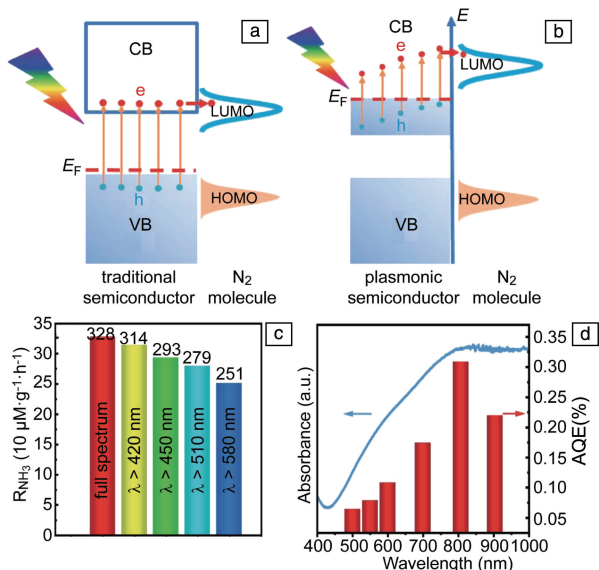 a
CB
e
LUMO
E_F
h
HOMO
VB
traditional
semiconductor
N₂
molecule
b
E
CB
e
LUMO
E_F
h
HOMO
VB
plasmonic
semiconductor
N₂
molecule
c
R_NH₃ (10 μM·g⁻¹·h⁻¹)
35
30
25
20
15
10
5
0
328
314
293
279
251
full spectrum
λ > 420 nm
λ > 450 nm
λ > 510 nm
λ > 580 nm
d
Absorbance (a.u.)
AQE(%)
0.35
0.30
0.25
0.20
0.15
0.10
0.05
400 500 600 700 800 900 1000
Wavelength (nm)